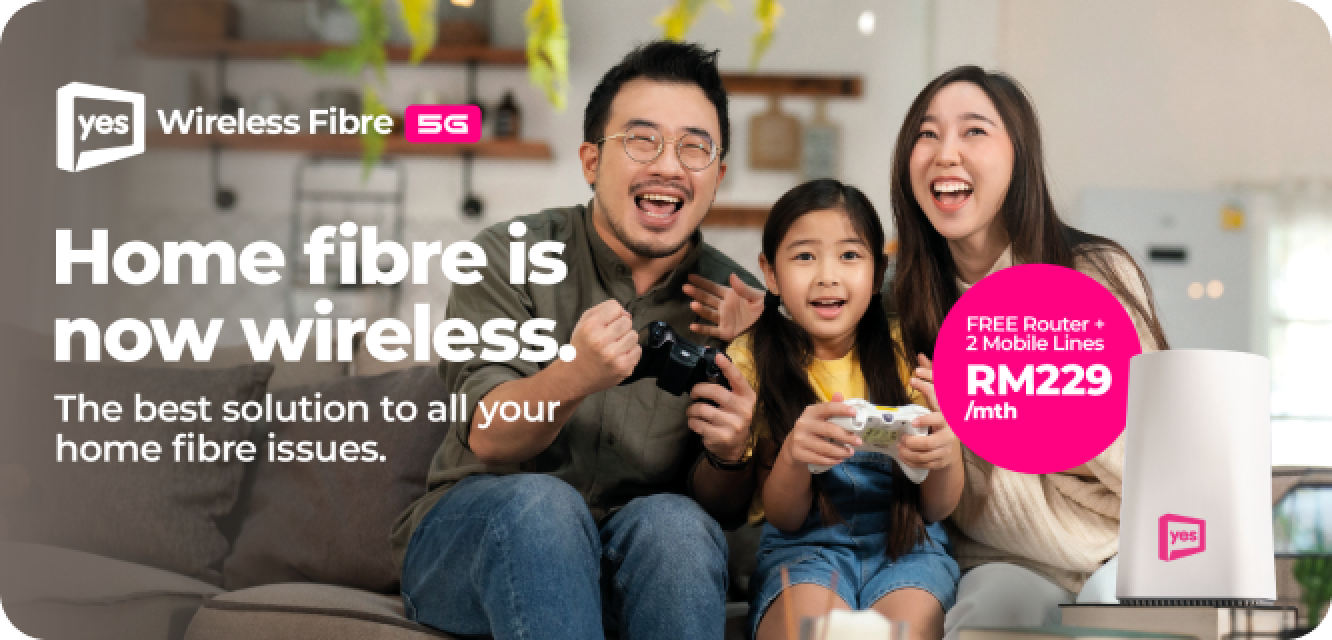 yes Wireless Fibre 5G
Home fibre is
now wireless.
The best solution to all your
home fibre issues.
FREE Router +
2 Mobile Lines
RM229
/mth
yes